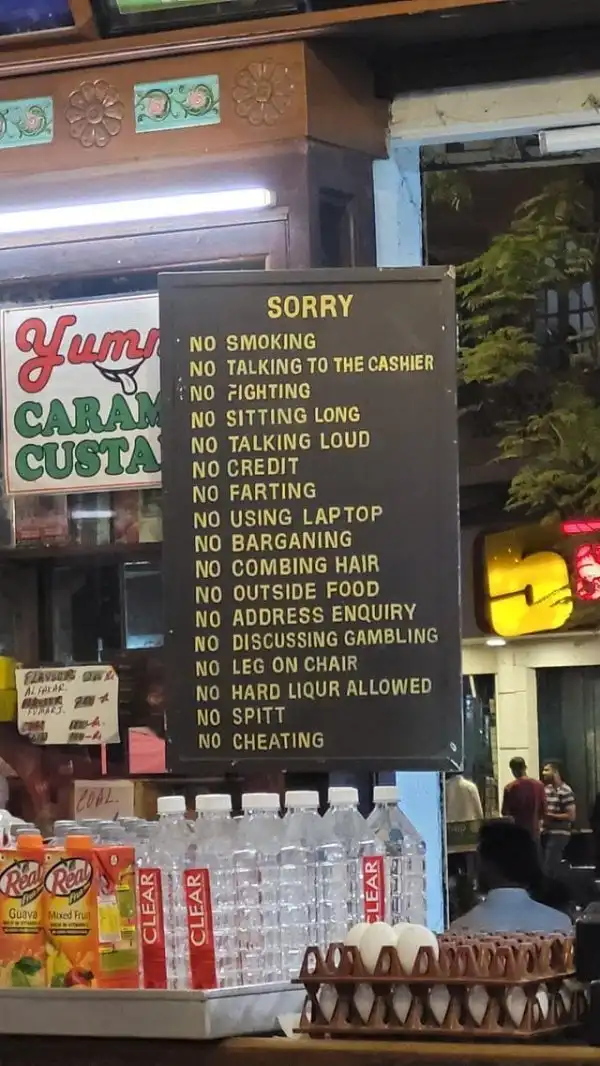 SORRY
NO SMOKING
NO TALKING TO THE CASHIER
NO FIGHTING
NO SITTING LONG
NO TALKING LOUD
NO CREDIT
NO FARTING
NO USING LAPTOP
NO BARGANING
NO COMBING HAIR
NO OUTSIDE FOOD
NO ADDRESS ENQUIRY
NO DISCUSSING GAMBLING
NO LEG ON CHAIR
NO HARD LIQUR ALLOWED
NO SPITT
NO CHEATING
Yumm
CARAM
CUSTA
COAL.
Real
Guava
Real
Mixed Fruit
CLEAR
CLEAR
CLEAR
5